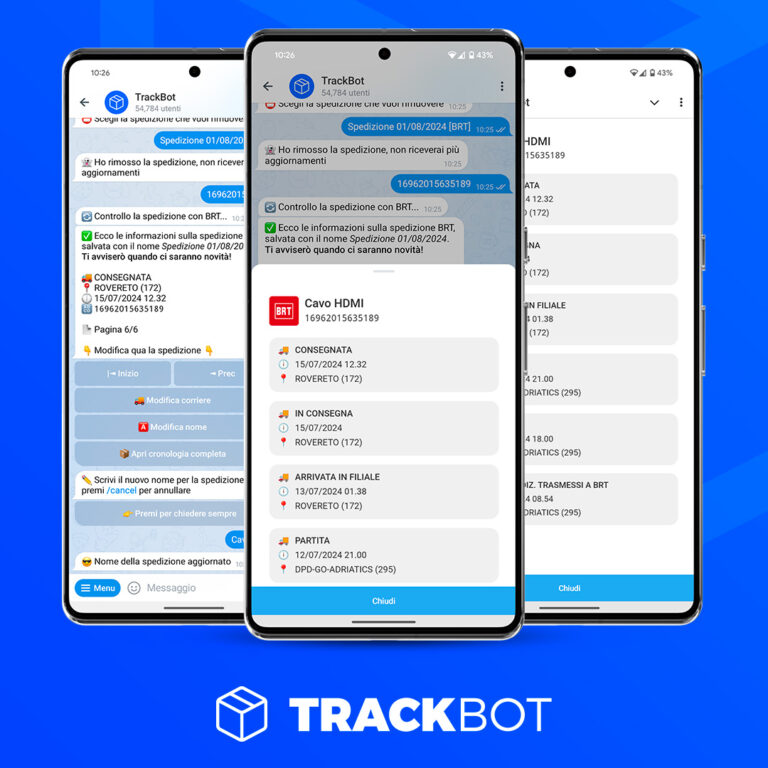 10:26
TrackBot
54,784 utenti
Scegli la spedizione che vuoi rimuovere
Spedizione 01/08/20
Ho rimosso la spedizione, non ricever
aggiornamenti
16962015
Controllo la spedizione con BRT... 10:2
Ecco le informazioni sulla spedizione
salvata con il nome Spedizione 01/08/20
Ti avviserò quando ci saranno novità!
CONSEGNATA
ROVERETO (172)
15/07/2024 12.32
16962015635189
Pagina 6/6
Modifica qua la spedizione
Inizio
Prec
Modifica corriere
Modifica nome
Apri cronologia completa
Scrivi il nuovo nome per la spedizione
premi /cancel per annullare
Premi per chiedere sempre
Cav
Nome della spedizione aggiornato 10:
Menu
Messaggio
10:26
43%
TrackBot
54,784 utenti
Scegli la spedizione che vuoi rimuovere 10:25
Spedizione 01/08/2024 [BRT] 10:25
Ho rimosso la spedizione, non riceverai più
aggiornamenti 10:25
16962015635189 10:25
Controllo la spedizione con BRT... 10:25
Ecco le informazioni sulla spedizione BRT,
salvata con il nome Spedizione 01/08/2024.
Ti avviserò quando ci saranno novità!
BRT
Cavo HDMI
16962015635189
CONSEGNATA
15/07/2024 12.32
ROVERETO (172)
IN CONSEGNA
15/07/2024
ROVERETO (172)
ARRIVATA IN FILIALE
13/07/2024 01.38
ROVERETO (172)
PARTITA
12/07/2024 21.00
DPD-GO-ADRIATICS (295)
Chiudi
43%
ot
HDMI
5635189
ATA
4 12.32
O (172)
GNA
4
O (172)
IN FILIALE
4 01.38
(172)
4 21.00
DRIATICS (295)
4 18.00
DRIATICS (295)
DIZ. TRASMESSI A BRT
4 08.54
DRIATICS (295)
Chiudi
TRACKBOT